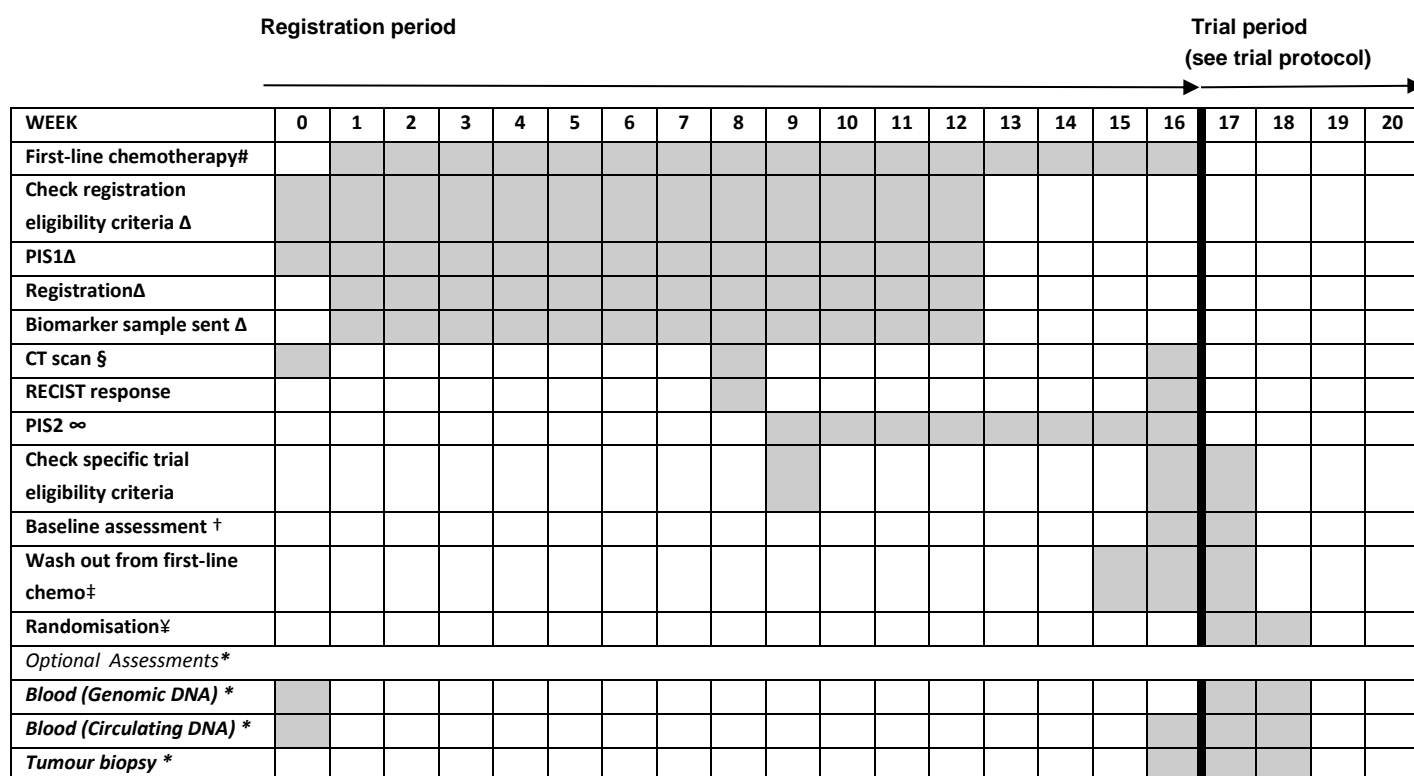 Registration period
Trial period
(see trial protocol)
WEEK 0 1 2 3 4 5 6 7 8 9 10 11 12 13 14 15 16 17 18 19 20
First-line chemotherapy#
Check registration
eligibility criteria Δ
PIS1Δ
RegistrationΔ
Biomarker sample sent Δ
CT scan §
RECIST response
PIS2 ∞
Check specific trial
eligibility criteria
Baseline assessment †
Wash out from first-line
chemo‡
Randomisation¥
Optional Assessments*
Blood (Genomic DNA) *
Blood (Circulating DNA) *
Tumour biopsy *